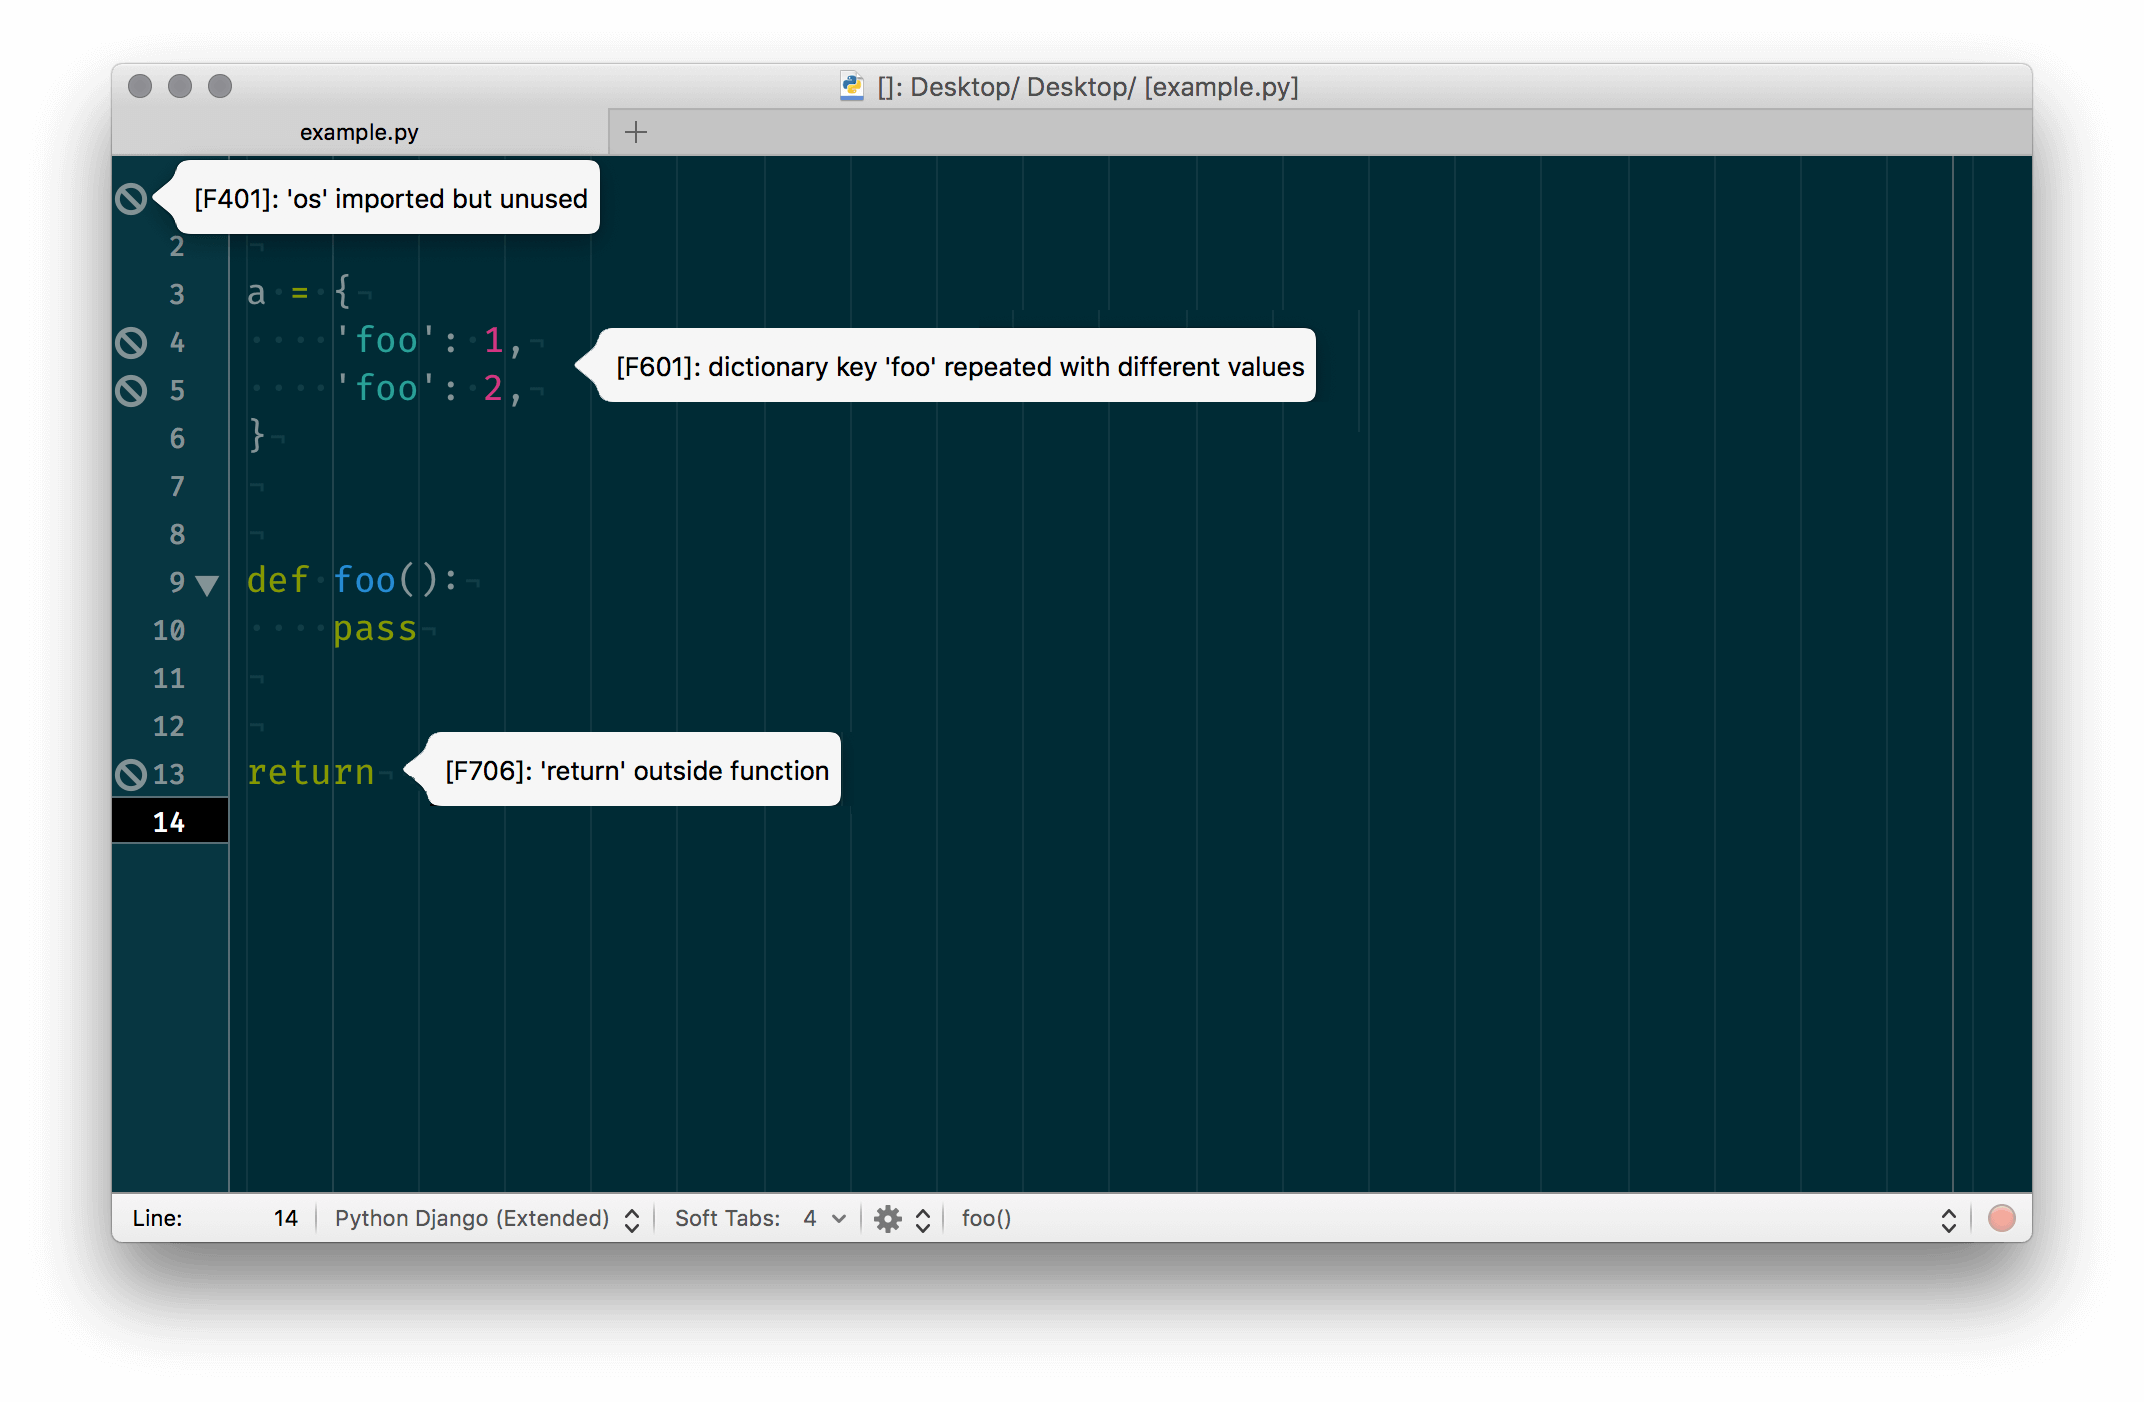 []: Desktop/ Desktop/ [example.py]
example.py
[F401]: 'os' imported but unused
2
3 a = {
4 'foo': 1,
[F601]: dictionary key 'foo' repeated with different values
5 'foo': 2,
6 }
7
8
9 def foo():
10 pass
11
12
13 return [F706]: 'return' outside function
14
Line: 14 Python Django (Extended) Soft Tabs: 4 foo()